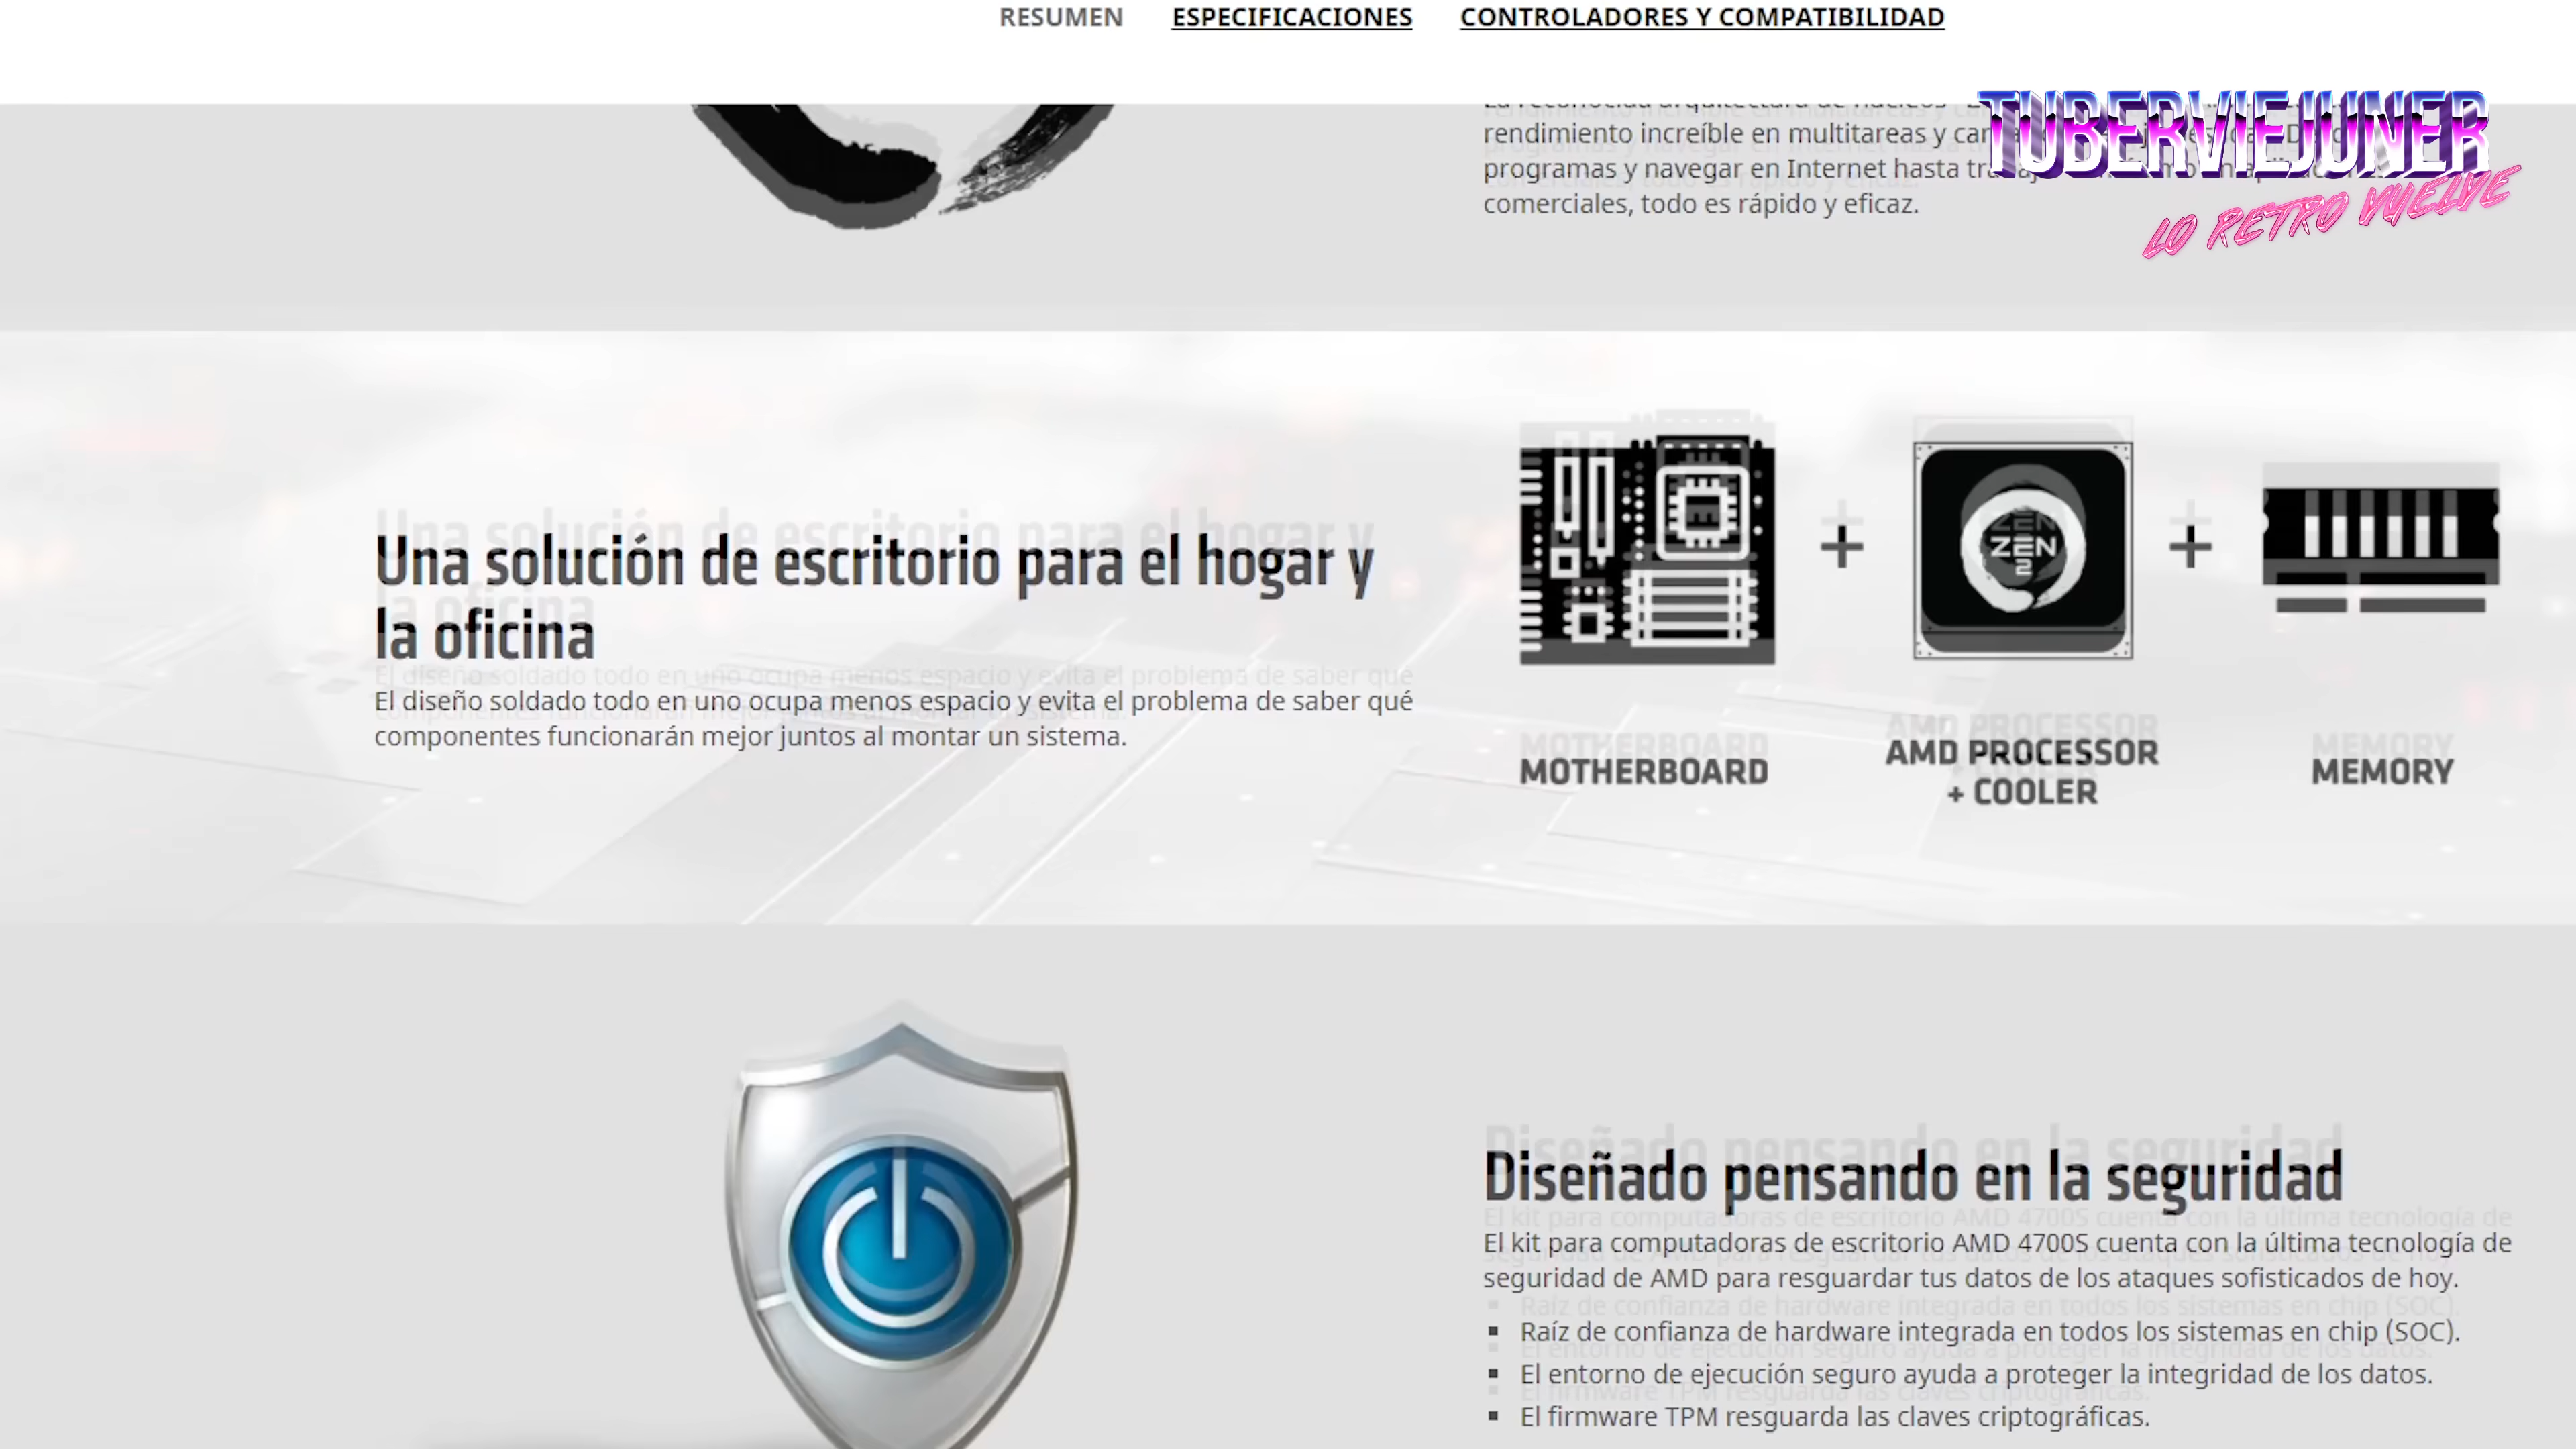 RESUMEN ESPECIFICACIONES CONTROLADORES Y COMPATIBILIDAD
TUBERVIEJUNER
LO RETRO VUELVE
La reconocida arquitectura de núcleos
rendimiento increíble en multitareas y
programas y navegar en Internet hasta
comerciales, todo es rápido y eficaz.
Una solución de escritorio para el hogar y
la oficina
El diseño soldado todo en uno ocupa menos espacio y evita el problema de saber qué
componentes funcionarán mejor juntos al montar un sistema.
ZEN
2
MOTHERBOARD
AMD PROCESSOR
+ COOLER
MEMORY
Diseñado pensando en la seguridad
El kit para computadoras de escritorio AMD 4700S cuenta con la última tecnología de
seguridad de AMD para resguardar tus datos de los ataques sofisticados de hoy.
▪ Raíz de confianza de hardware integrada en todos los sistemas en chip (SOC).
▪ El entorno de ejecución seguro ayuda a proteger la integridad de los datos.
▪ El firmware TPM resguarda las claves criptográficas.